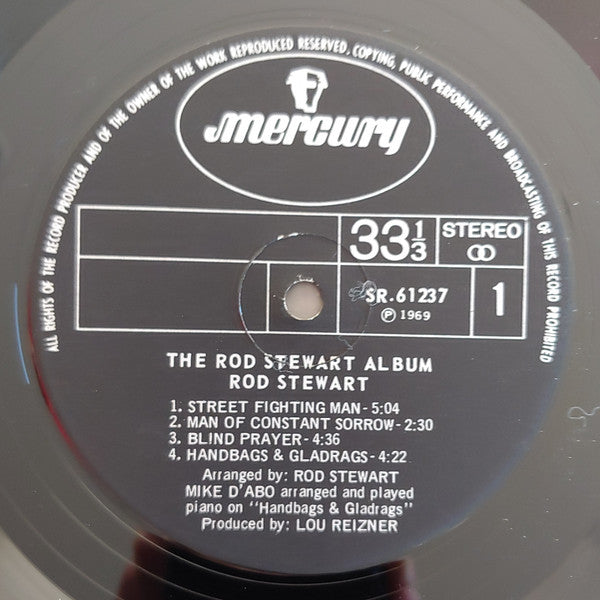 ALL RIGHTS OF THE RECORD PRODUCER AND OF THE OWNER OF THE WORK REPRODUCED RESERVED, COPYING, PUBLIC PERFORMANCE AND BROADCASTING OF THIS RECORD PROHIBITED
mercury
33 1/3
STEREO
SR.61237
℗ 1969
1
THE ROD STEWART ALBUM
ROD STEWART
1. STREET FIGHTING MAN - 5:04
2. MAN OF CONSTANT SORROW - 2:30
3. BLIND PRAYER - 4:36
4. HANDBAGS & GLADRAGS - 4:22
Arranged by: ROD STEWART
MIKE D'ABO arranged and played
piano on "Handbags & Gladrags"
Produced by: LOU REIZNER